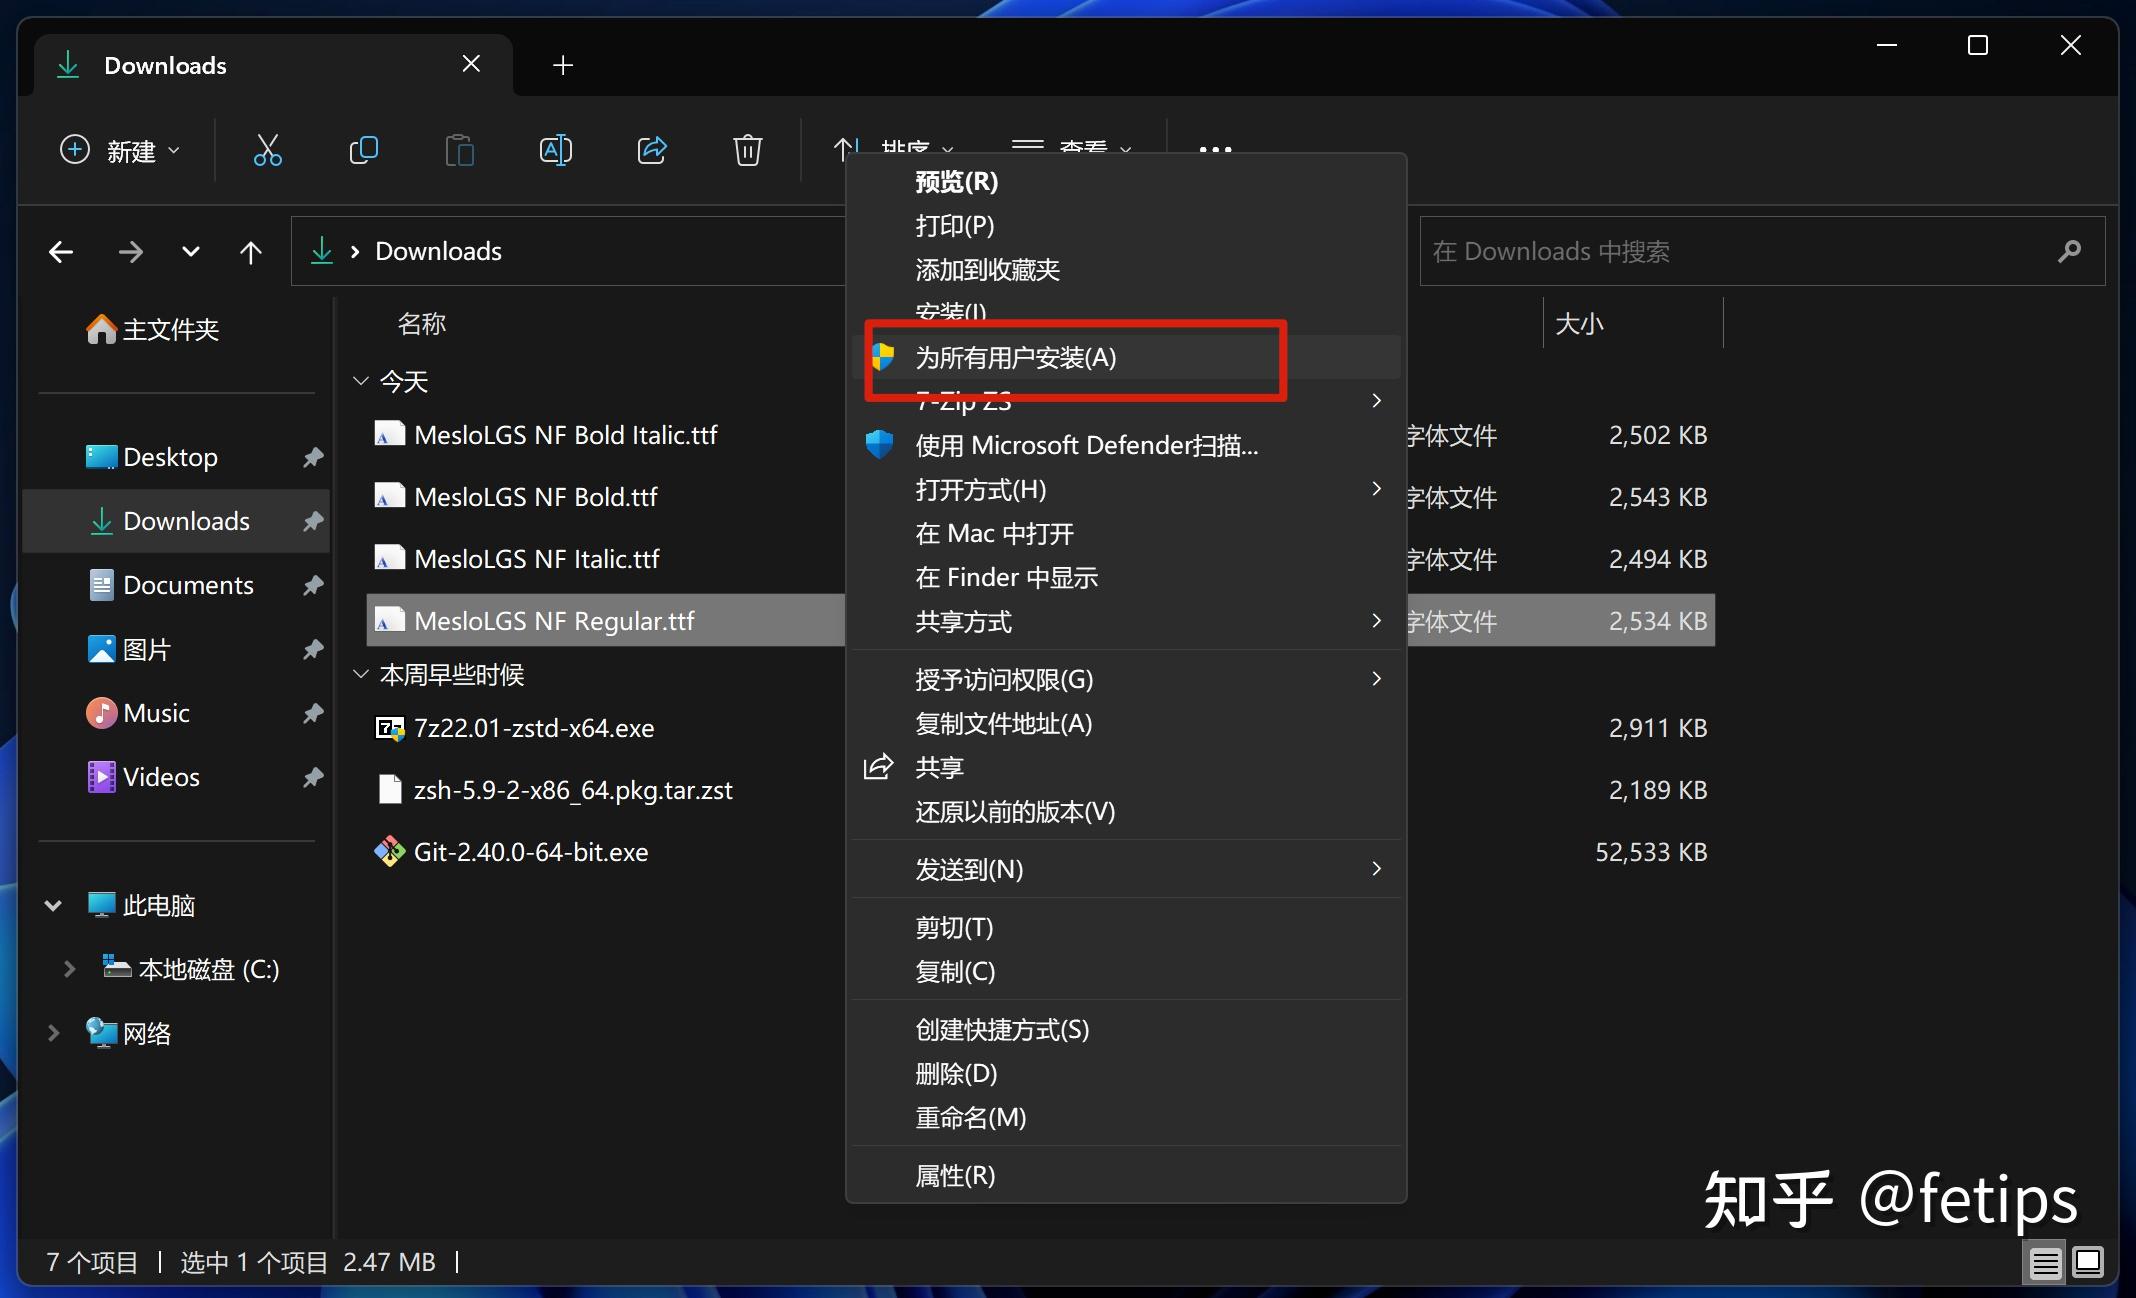 Downloads
新建
排序
查看
Downloads
在 Downloads 中搜索
主文件夹
Desktop
Downloads
Documents
图片
Music
Videos
此电脑
本地磁盘 (C:)
网络
名称
大小
今天
MesloLGS NF Bold Italic.ttf
字体文件
2,502 KB
MesloLGS NF Bold.ttf
字体文件
2,543 KB
MesloLGS NF Italic.ttf
字体文件
2,494 KB
MesloLGS NF Regular.ttf
字体文件
2,534 KB
本周早些时候
7z22.01-zstd-x64.exe
2,911 KB
zsh-5.9-2-x86_64.pkg.tar.zst
2,189 KB
Git-2.40.0-64-bit.exe
52,533 KB
预览(R)
打印(P)
添加到收藏夹
安装(I)
为所有用户安装(A)
7-Zip ZS
使用 Microsoft Defender扫描...
打开方式(H)
在 Mac 中打开
在 Finder 中显示
共享方式
授予访问权限(G)
复制文件地址(A)
共享
还原以前的版本(V)
发送到(N)
剪切(T)
复制(C)
创建快捷方式(S)
删除(D)
重命名(M)
属性(R)
知乎 @fetips
7 个项目 | 选中 1 个项目 2.47 MB |